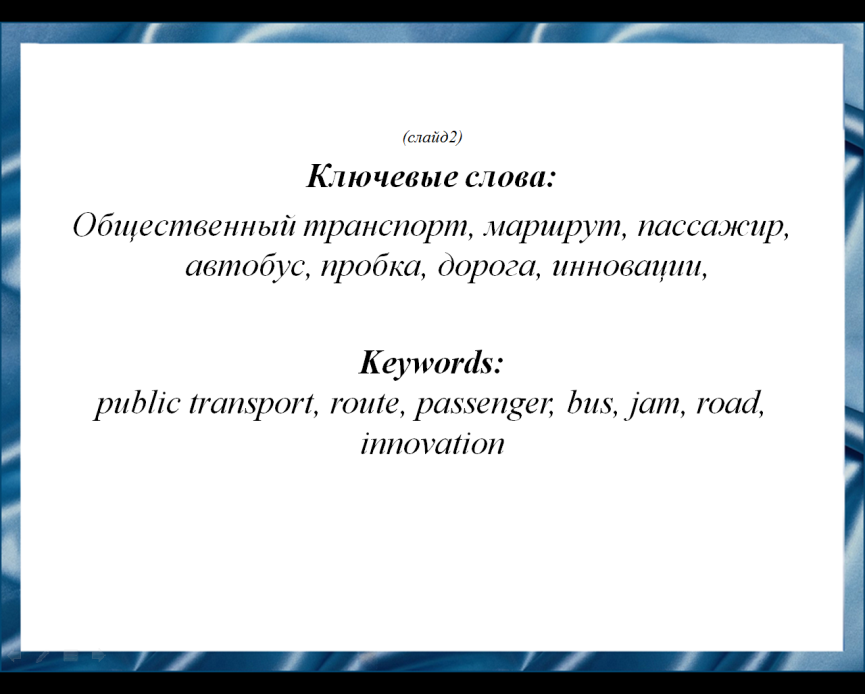 (слайд2)
Ключевые слова:
Общественный транспорт, маршрут, пассажир,
автобус, пробка, дорога, инновации,
Keywords:
public transport, route, passenger, bus, jam, road,
innovation